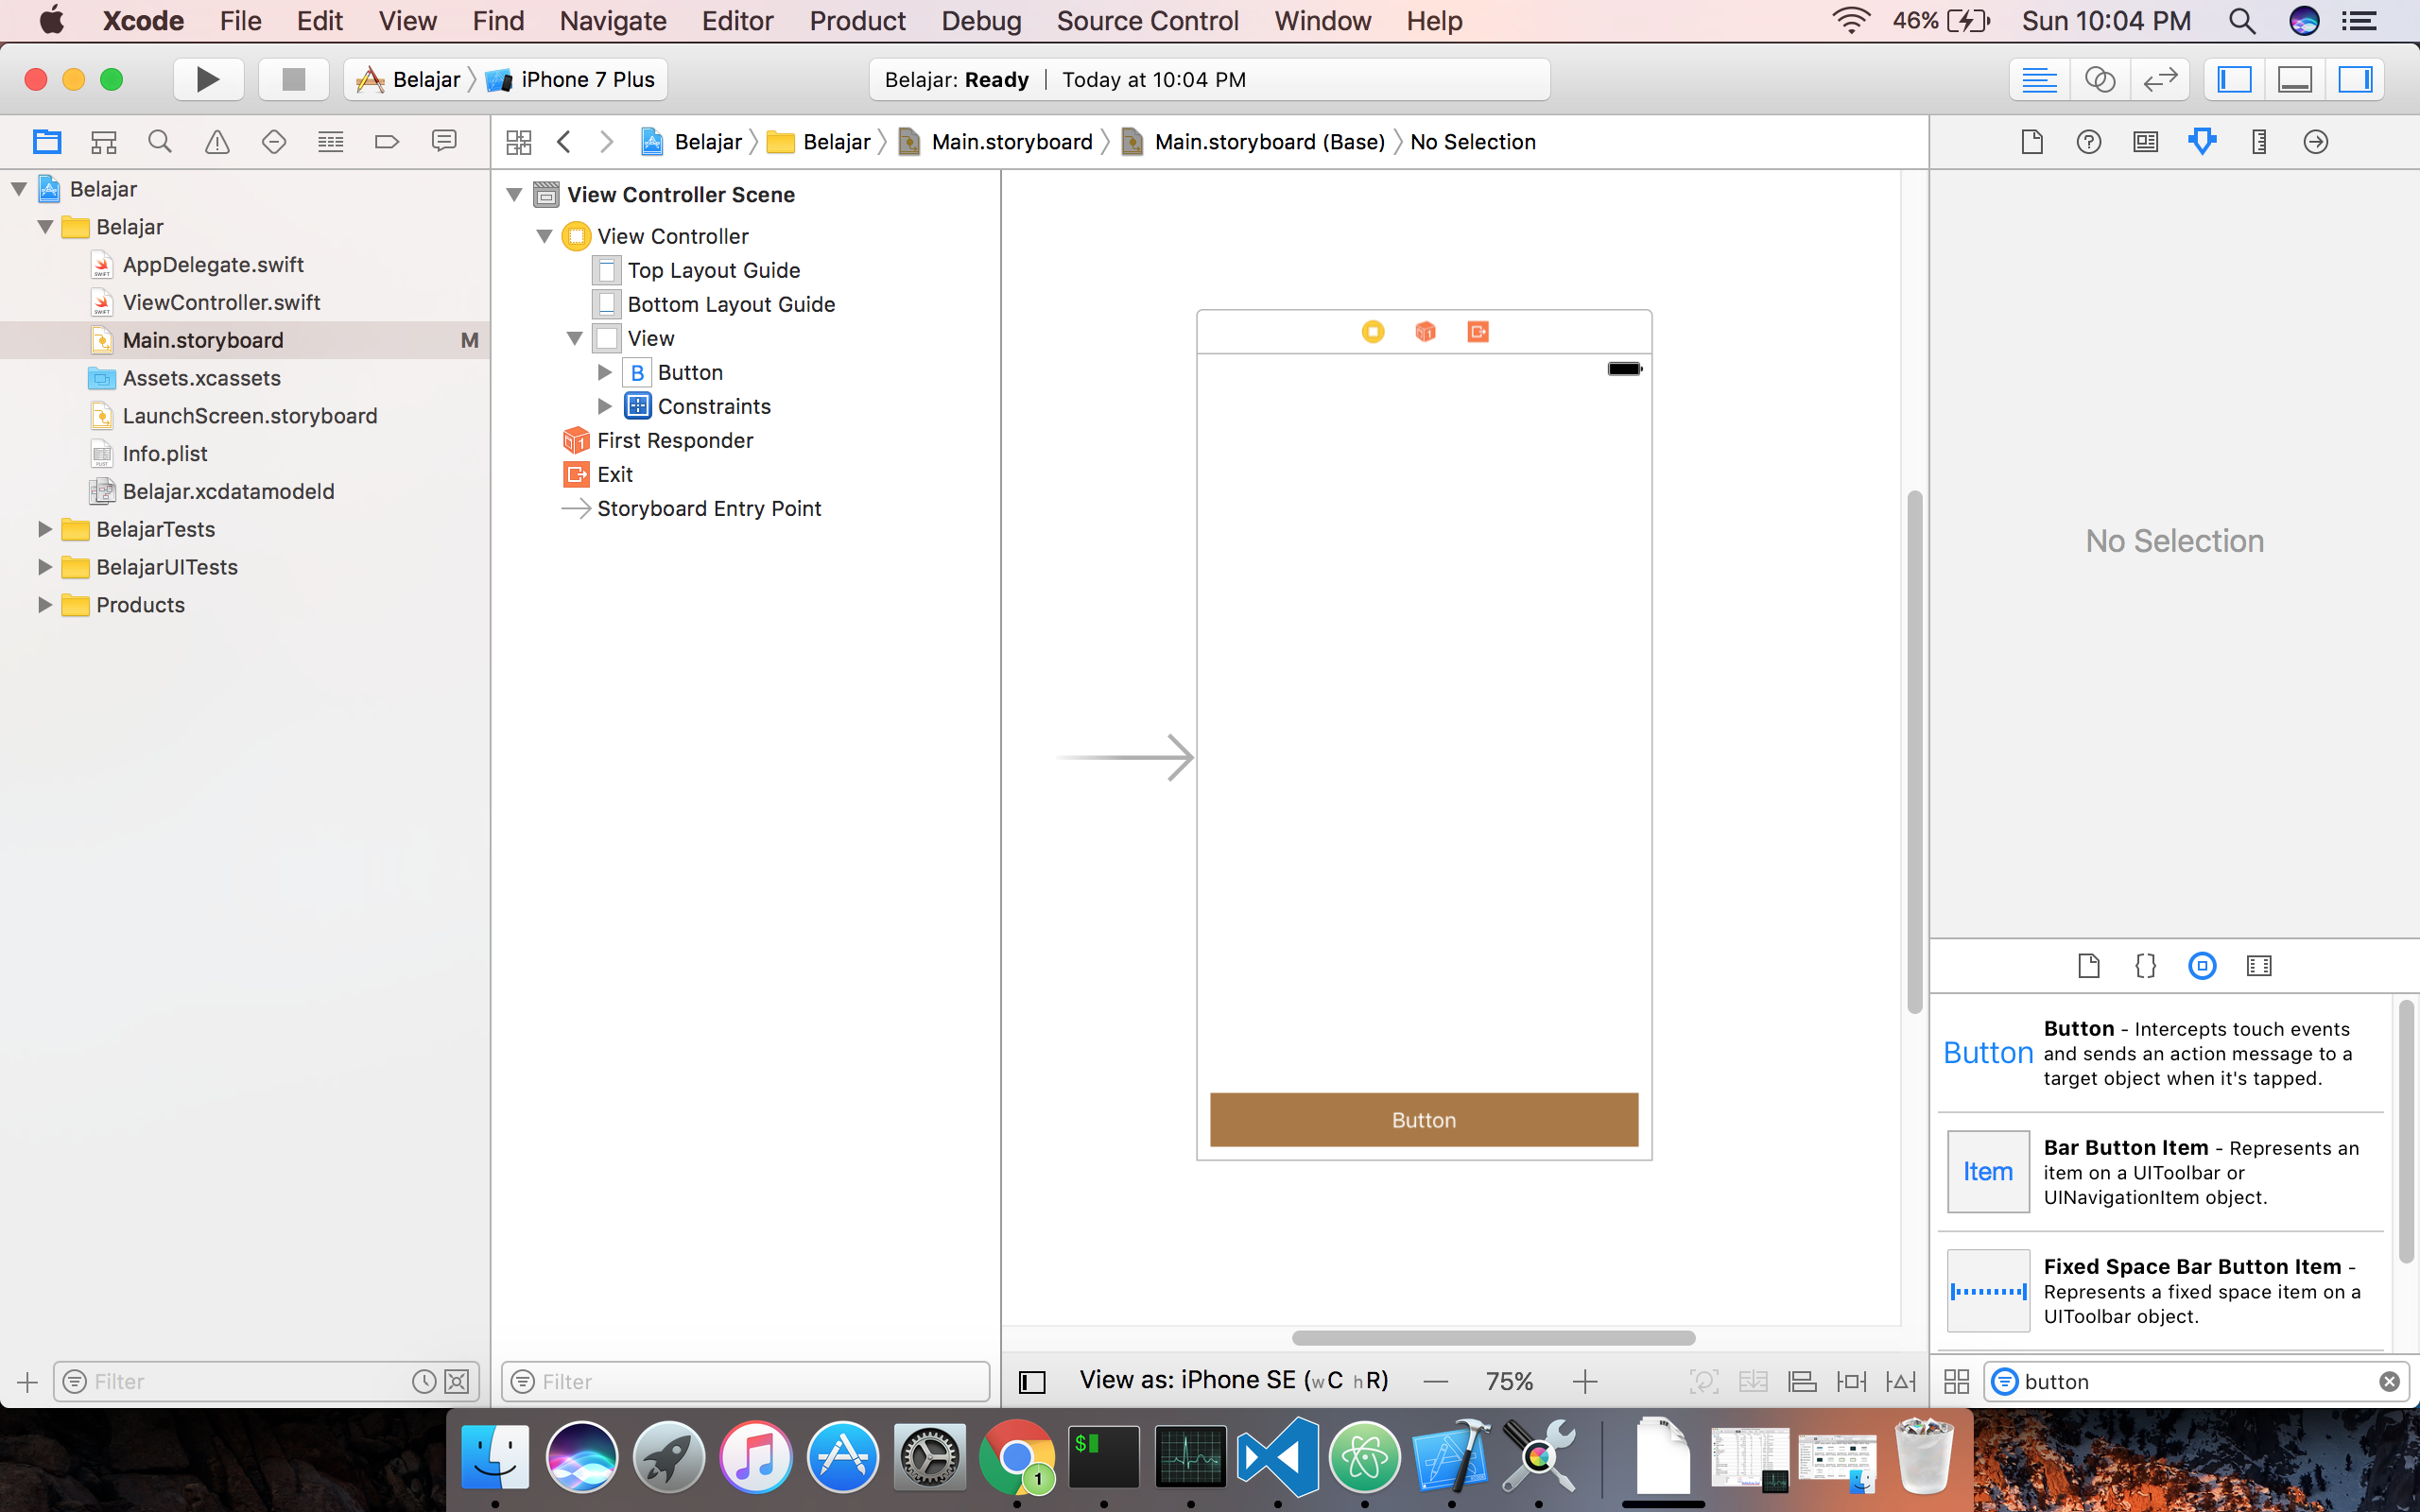 Xcode File Edit View Find Navigate Editor Product Debug Source Control Window Help 46% Sun 10:04 PM
Belajar iPhone 7 Plus Belajar: Ready Today at 10:04 PM
Belajar Belajar Main.storyboard Main.storyboard (Base) No Selection
Belajar
Belajar
AppDelegate.swift
ViewController.swift
Main.storyboard M
Assets.xcassets
LaunchScreen.storyboard
Info.plist
Belajar.xcdatamodeld
BelajarTests
BelajarUITests
Products
Filter
View Controller Scene
View Controller
Top Layout Guide
Bottom Layout Guide
View
B Button
Constraints
First Responder
Exit
Storyboard Entry Point
Filter
Button
View as: iPhone SE (wC hR) 75%
No Selection
Button
Button - Intercepts touch events
and sends an action message to a
target object when it's tapped.
Item
Bar Button Item - Represents an
item on a UIToolbar or
UINavigationItem object.
Fixed Space Bar Button Item -
Represents a fixed space item on a
UIToolbar object.
button
$
1